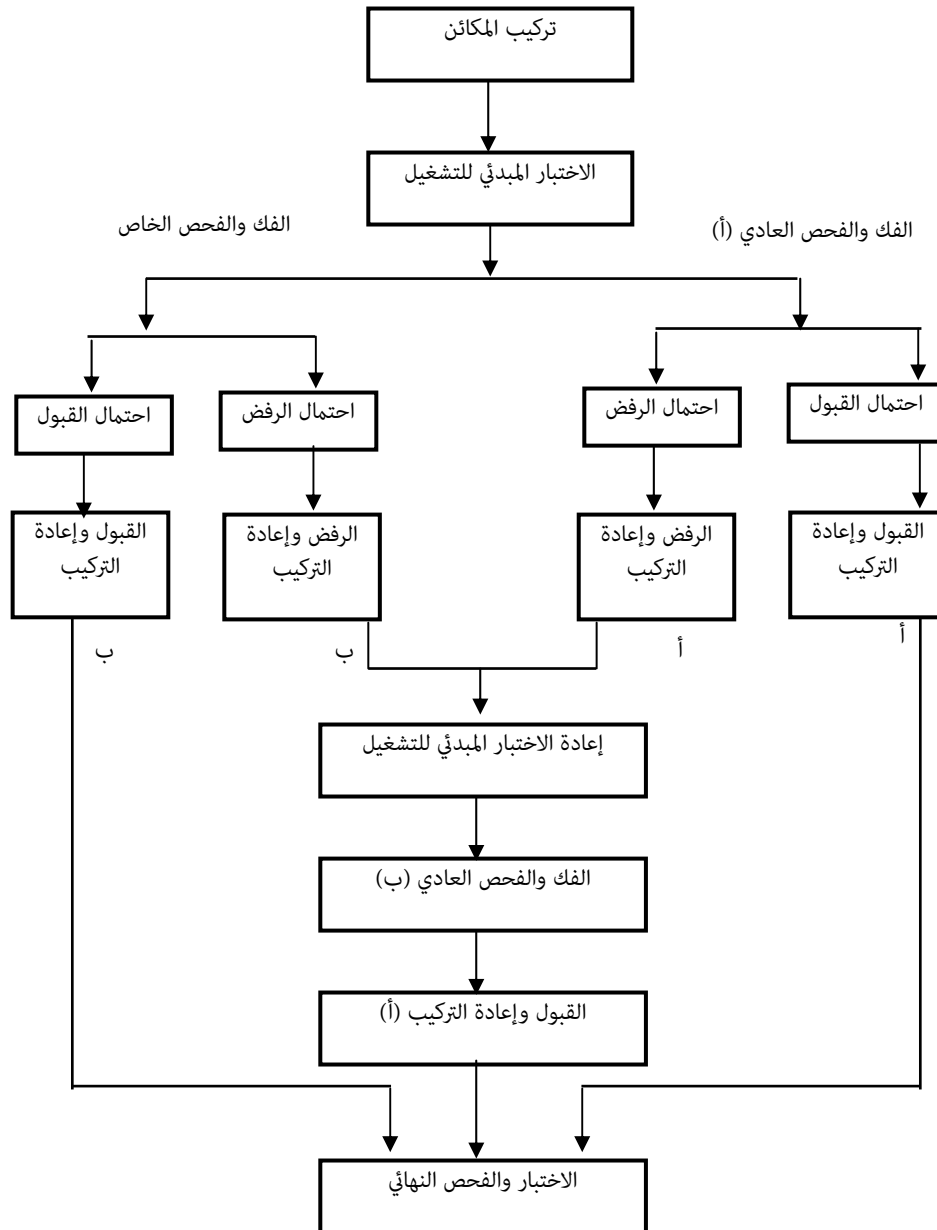 تركيب المكائن
الاختبار المبدئي للتشغيل
الفك والفحص العادي (أ)
الفك والفحص الخاص
احتمال القبول
احتمال الرفض
احتمال الرفض
احتمال القبول
القبول وإعادة
التركيب
الرفض وإعادة
التركيب
الرفض وإعادة
التركيب
القبول وإعادة
التركيب
أ
أ
ب
ب
إعادة الاختبار المبدئي للتشغيل
الفك والفحص العادي (ب)
القبول وإعادة التركيب (أ)
الاختبار والفحص النهائي